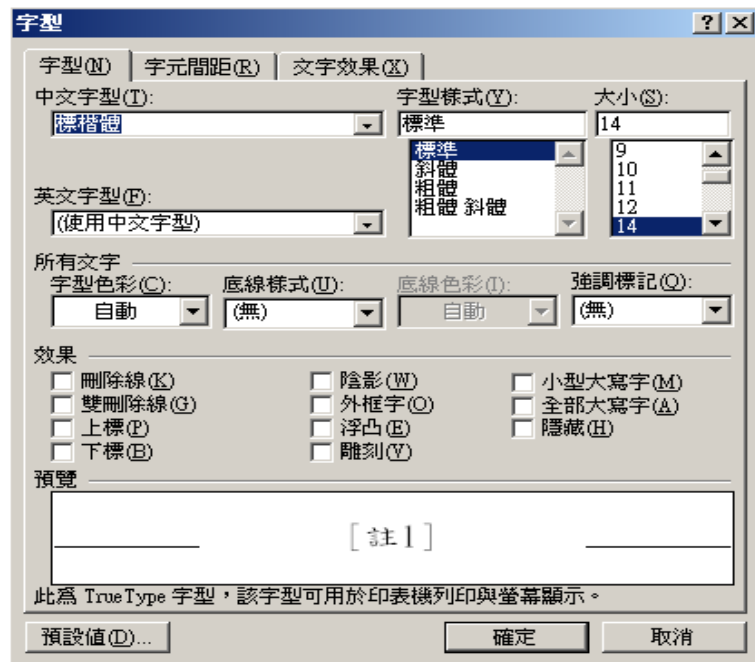 字型
字型(N) 字元間距(R) 文字效果(X)
中文字型(T): 字型樣式(Y): 大小(S):
標楷體 標準 14
標準 9
斜體 10
粗體 11
粗體 斜體 12
14
英文字型(F):
(使用中文字型)
所有文字
字型色彩(C): 底線樣式(U): 底線色彩(I): 強調標記(Q):
自動 (無) 自動 (無)
效果
刪除線(K) 陰影(W) 小型大寫字(M)
雙刪除線(G) 外框字(O) 全部大寫字(A)
上標(P) 浮凸(E) 隱藏(H)
下標(B) 雕刻(V)
預覽
[註1]
此為 TrueType 字型，該字型可用於印表機列印與螢幕顯示。
預設值(D)... 確定 取消